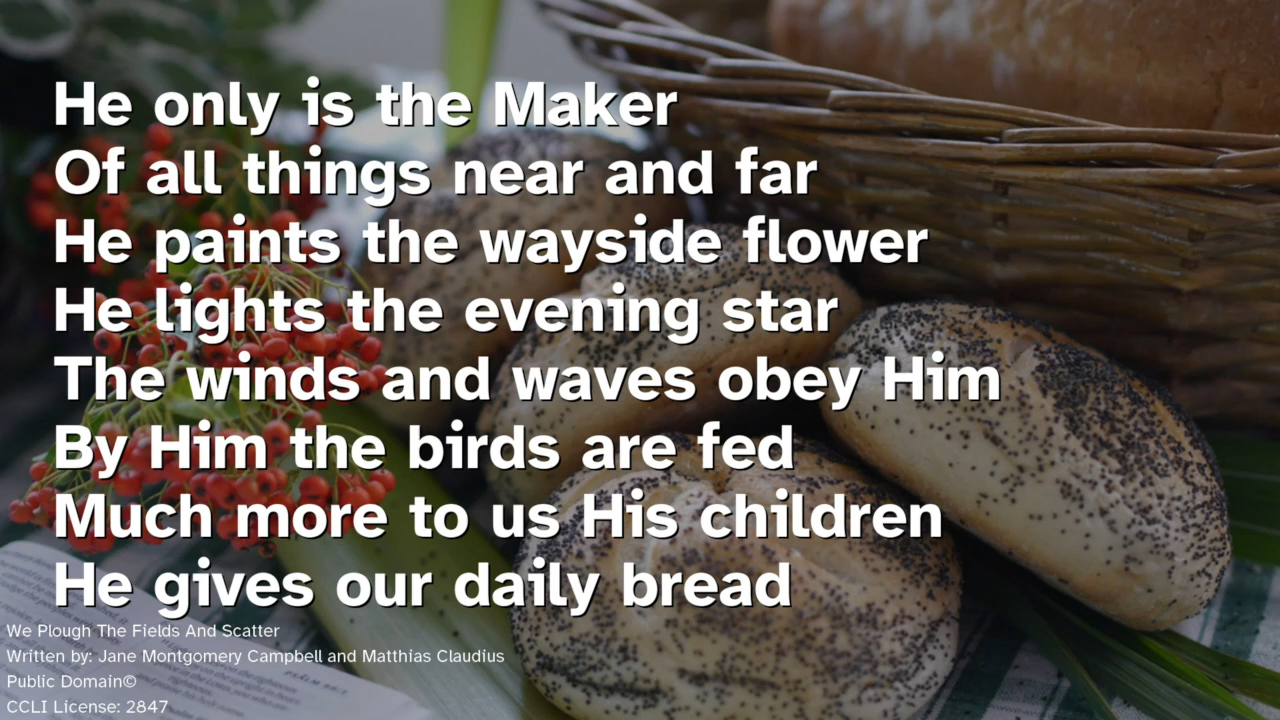 He only is the Maker
Of all things near and far
He paints the wayside flower
He lights the evening star
The winds and waves obey Him
By Him the birds are fed
Much more to us His children
He gives our daily bread
We Plough The Fields And Scatter
Written by: Jane Montgomery Campbell and Matthias Claudius
Public Domain©
CCLI License: 2847